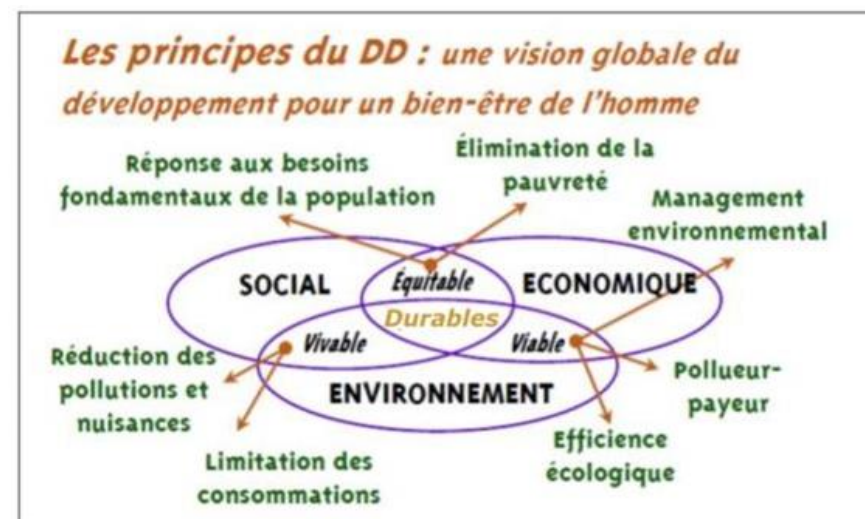 Les principes du DD : une vision globale du
développement pour un bien-être de l'homme
Réponse aux besoins
fondamentaux de la population
Élimination de la
pauvreté
Management
environnemental
SOCIAL
Équitable
ECONOMIQUE
Durables
Vivable
Viable
ENVIRONNEMENT
Réduction des
pollutions et
nuisances
Limitation des
consommations
Efficience
écologique
Pollueur-
payeur